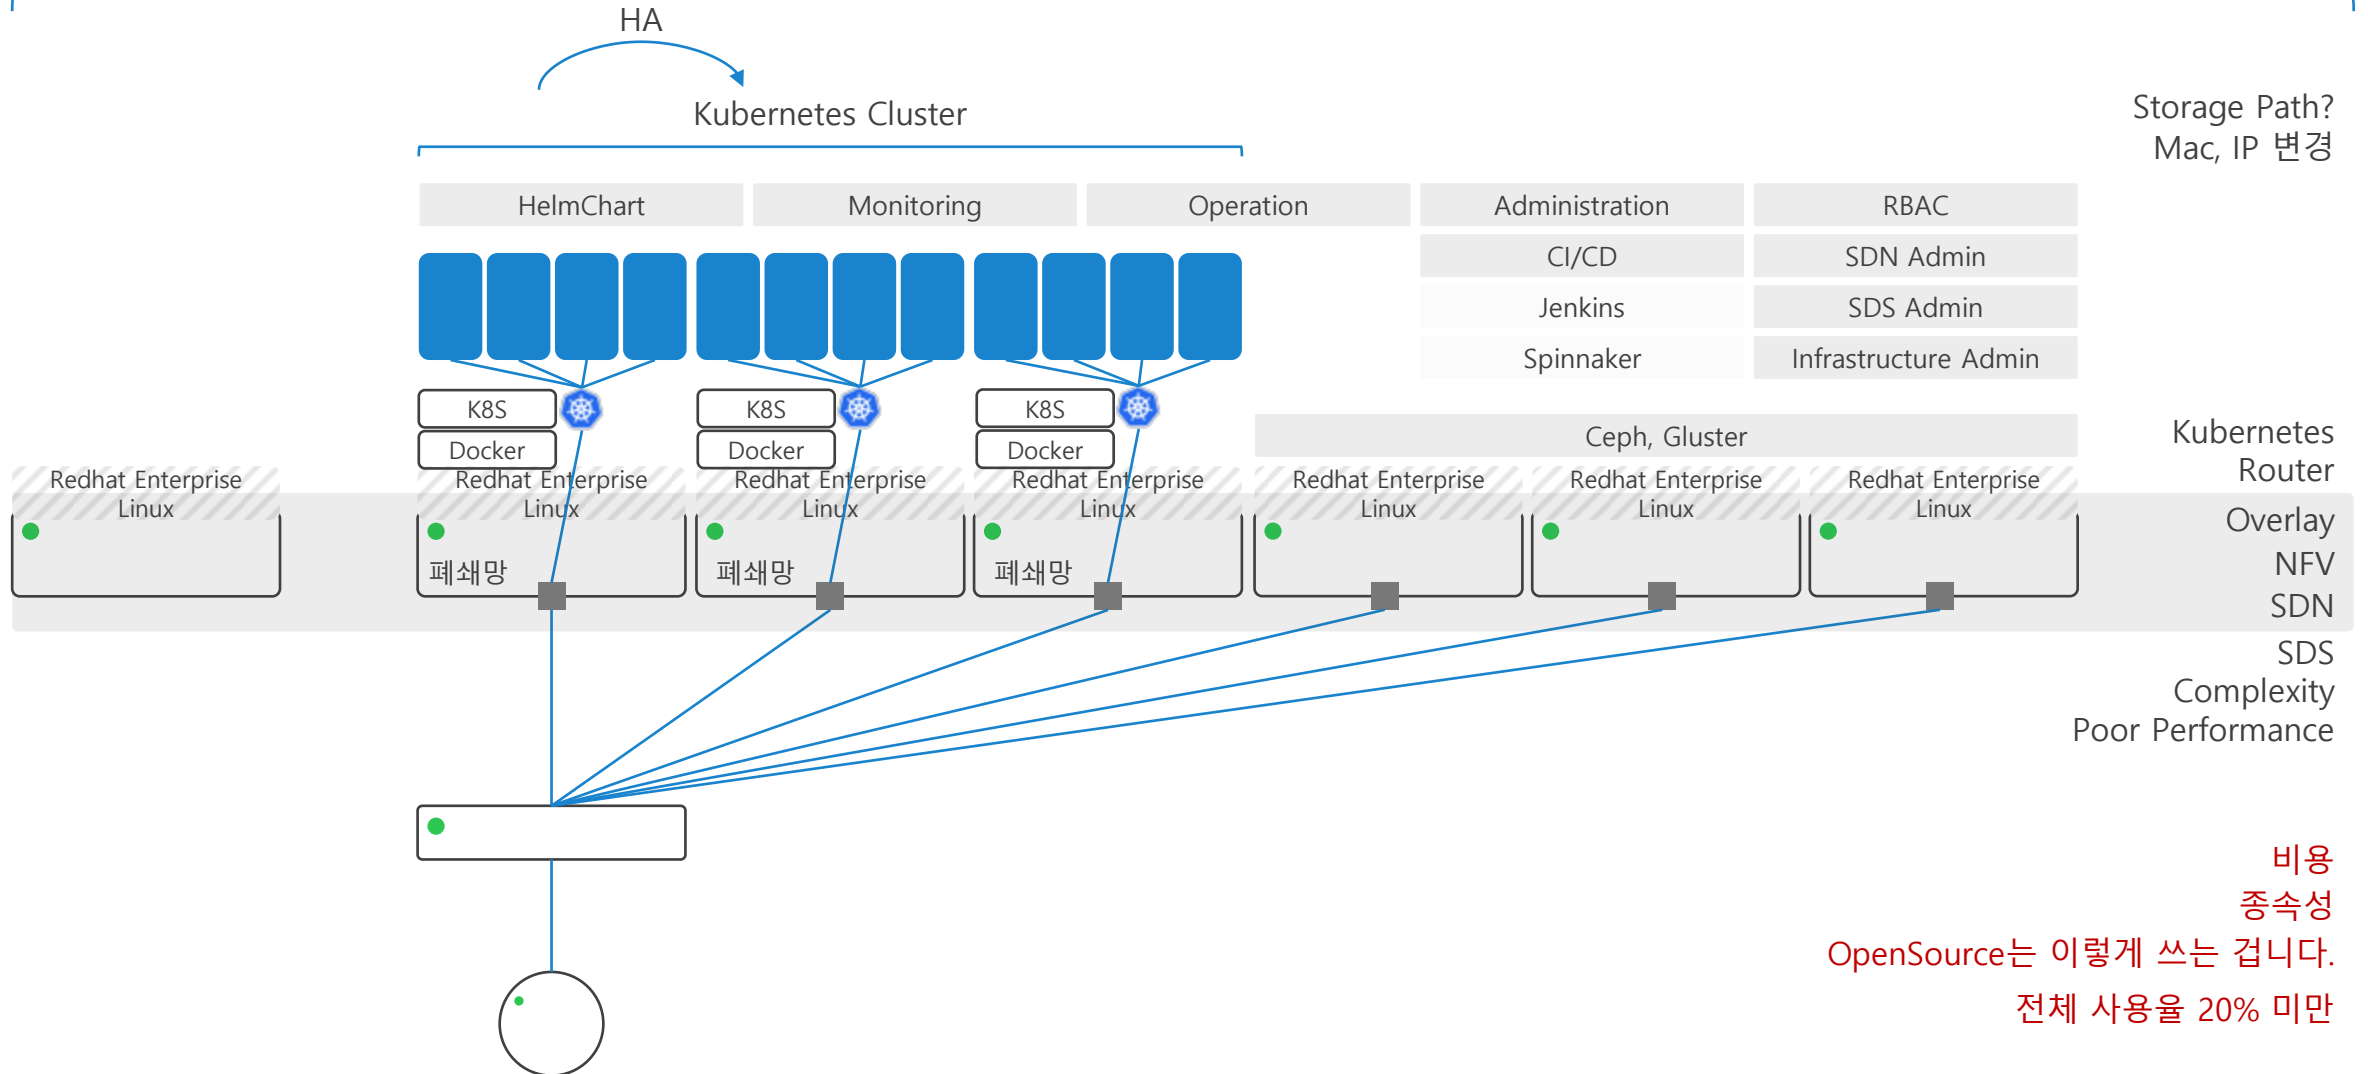 HA
Kubernetes Cluster
Storage Path?
Mac, IP 변경
HelmChart
Monitoring
Operation
Administration
RBAC
CI/CD
SDN Admin
Jenkins
SDS Admin
Spinnaker
Infrastructure Admin
K8S
K8S
K8S
Docker
Docker
Docker
Ceph, Gluster
Kubernetes
Router
Redhat Enterprise
Linux
Redhat Enterprise
Linux
Redhat Enterprise
Linux
Redhat Enterprise
Linux
Redhat Enterprise
Linux
Redhat Enterprise
Linux
Redhat Enterprise
Linux
폐쇄망
폐쇄망
폐쇄망
Overlay
NFV
SDN
SDS
Complexity
Poor Performance
비용
종속성
OpenSource는 이렇게 쓰는 겁니다.
전체 사용율 20% 미만